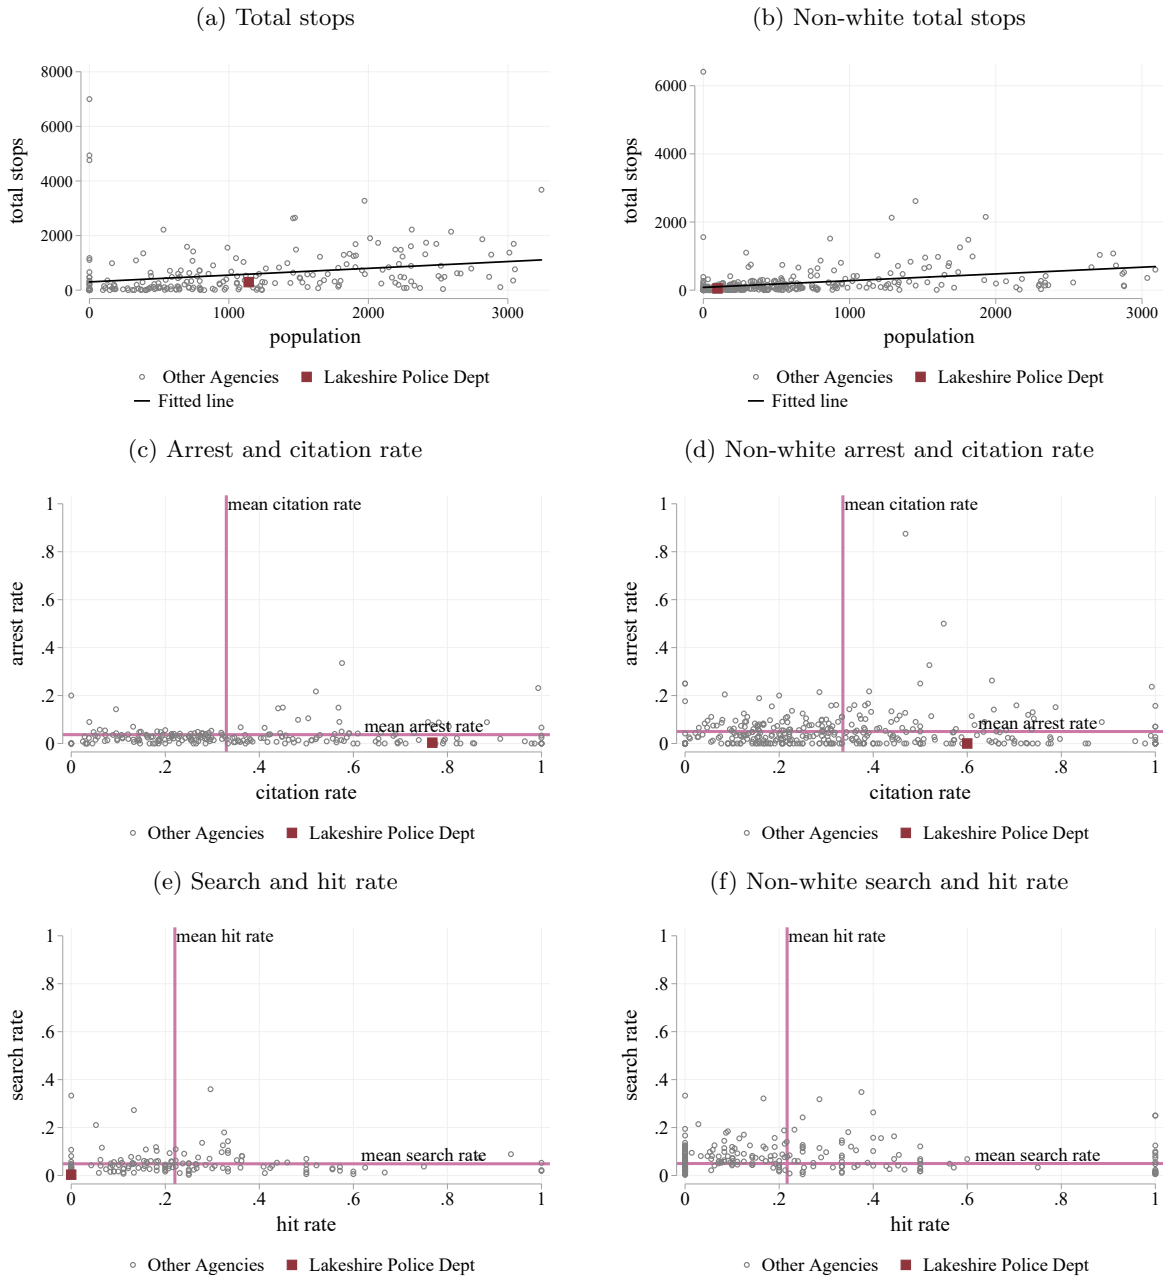 (a) Total stops
(b) Non-white total stops
8000
6000
4000
2000
0
total stops
0
1000
2000
3000
population
Other Agencies
Lakeshire Police Dept
Fitted line
6000
4000
2000
0
total stops
0
1000
2000
3000
population
Other Agencies
Lakeshire Police Dept
Fitted line
(c) Arrest and citation rate
(d) Non-white arrest and citation rate
1
.8
.6
.4
.2
0
arrest rate
mean citation rate
mean arrest rate
0
.2
.4
.6
.8
1
citation rate
Other Agencies
Lakeshire Police Dept
1
.8
.6
.4
.2
0
arrest rate
mean citation rate
mean arrest rate
0
.2
.4
.6
.8
1
citation rate
Other Agencies
Lakeshire Police Dept
(e) Search and hit rate
(f) Non-white search and hit rate
1
.8
.6
.4
.2
0
search rate
mean hit rate
mean search rate
0
.2
.4
.6
.8
1
hit rate
Other Agencies
Lakeshire Police Dept
1
.8
.6
.4
.2
0
search rate
mean hit rate
mean search rate
0
.2
.4
.6
.8
1
hit rate
Other Agencies
Lakeshire Police Dept